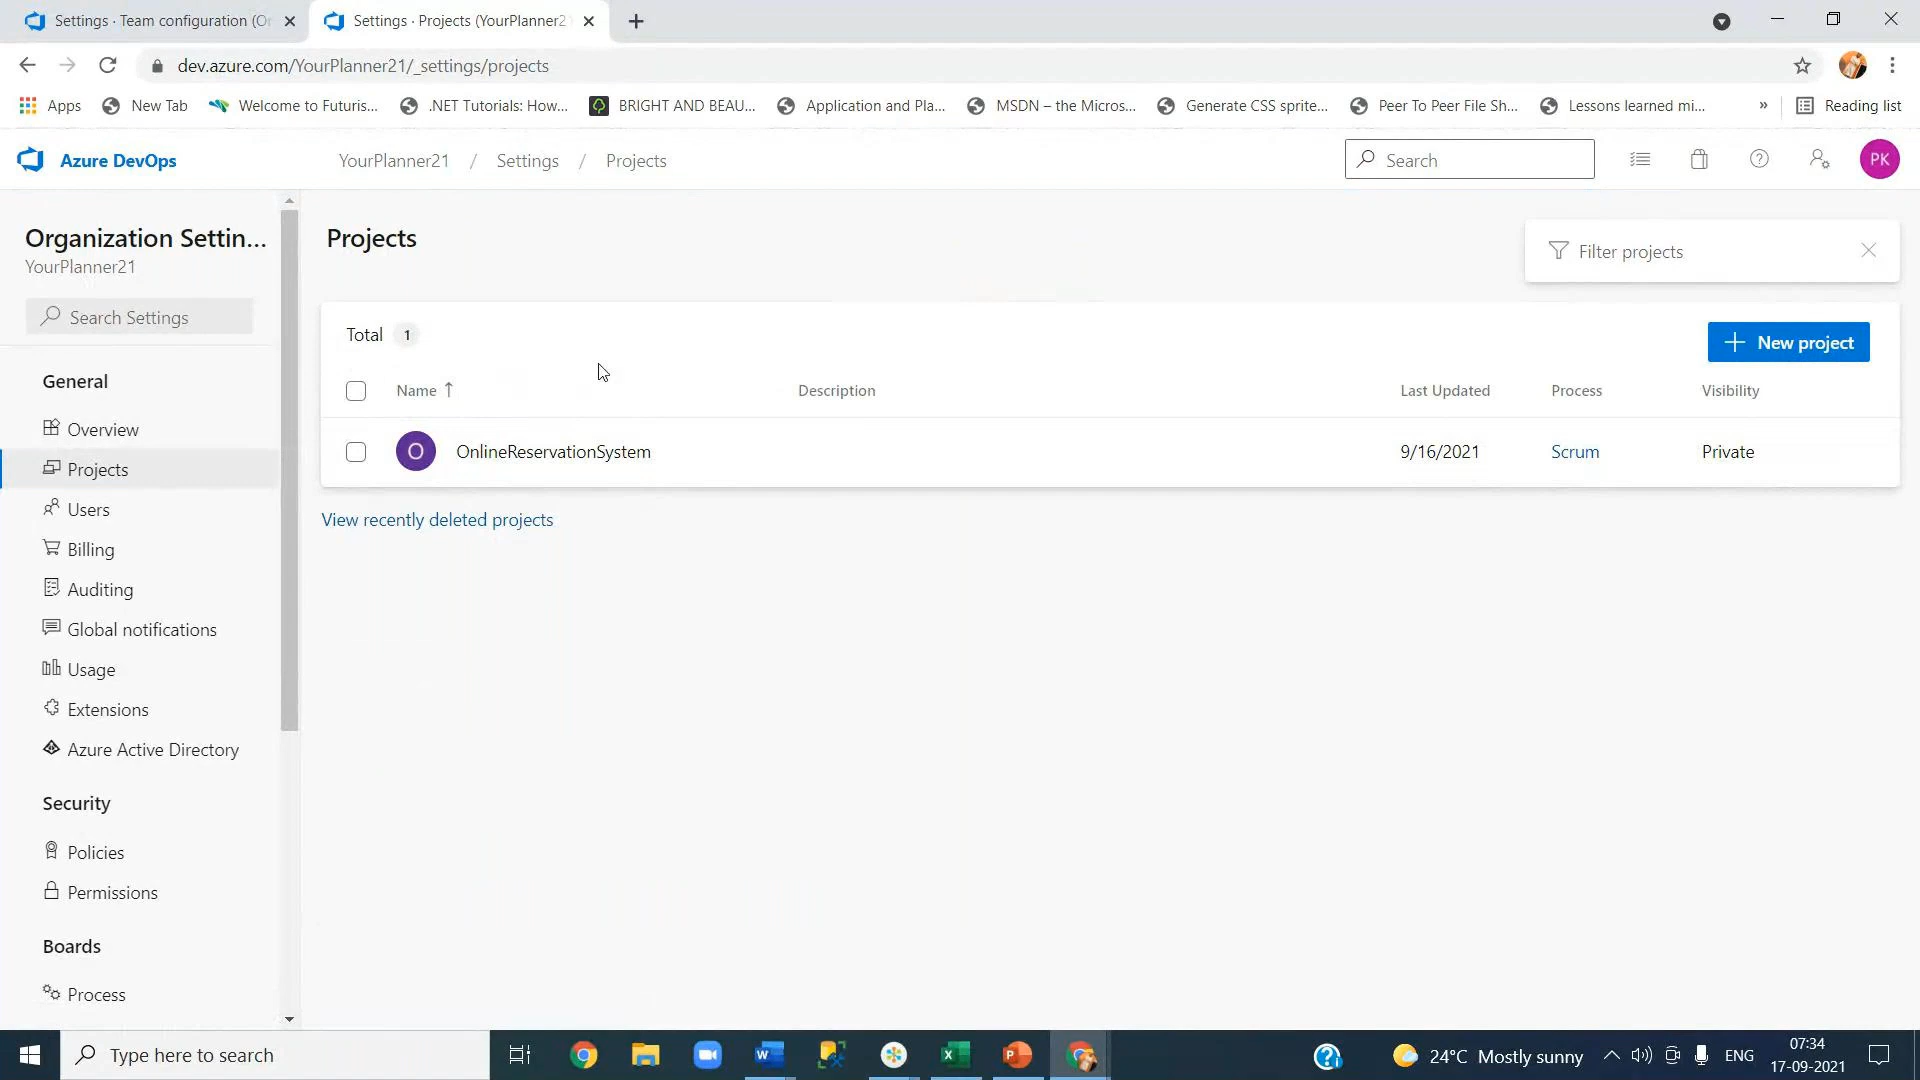 Settings · Team configuration (Or
Settings · Projects (YourPlanner2
dev.azure.com/YourPlanner21/_settings/projects
Apps
New Tab
Welcome to Futuris...
.NET Tutorials: How...
BRIGHT AND BEAU...
Application and Pla...
MSDN – the Micros...
Generate CSS sprite...
Peer To Peer File Sh...
Lessons learned mi...
»
Reading list
Azure DevOps
YourPlanner21 / Settings / Projects
Search
PK
Organization Settin...
YourPlanner21
Search Settings
General
Overview
Projects
Users
Billing
Auditing
Global notifications
Usage
Extensions
Azure Active Directory
Security
Policies
Permissions
Boards
Process
Projects
Filter projects
Total 1
New project
Name ↑ Description Last Updated Process Visibility
O OnlineReservationSystem 9/16/2021 Scrum Private
View recently deleted projects
Type here to search
24°C Mostly sunny
ENG
07:34
17-09-2021